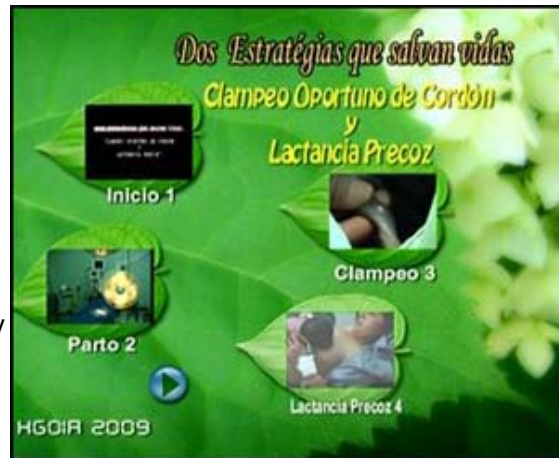 Dos Estratégias que salvan vidas
Clampeo Oportuno de Cordón
y
Lactancia Precoz
Inicio 1
Clampeo 3
Parto 2
Lactancia Precoz 4
HGOIA 2009
y